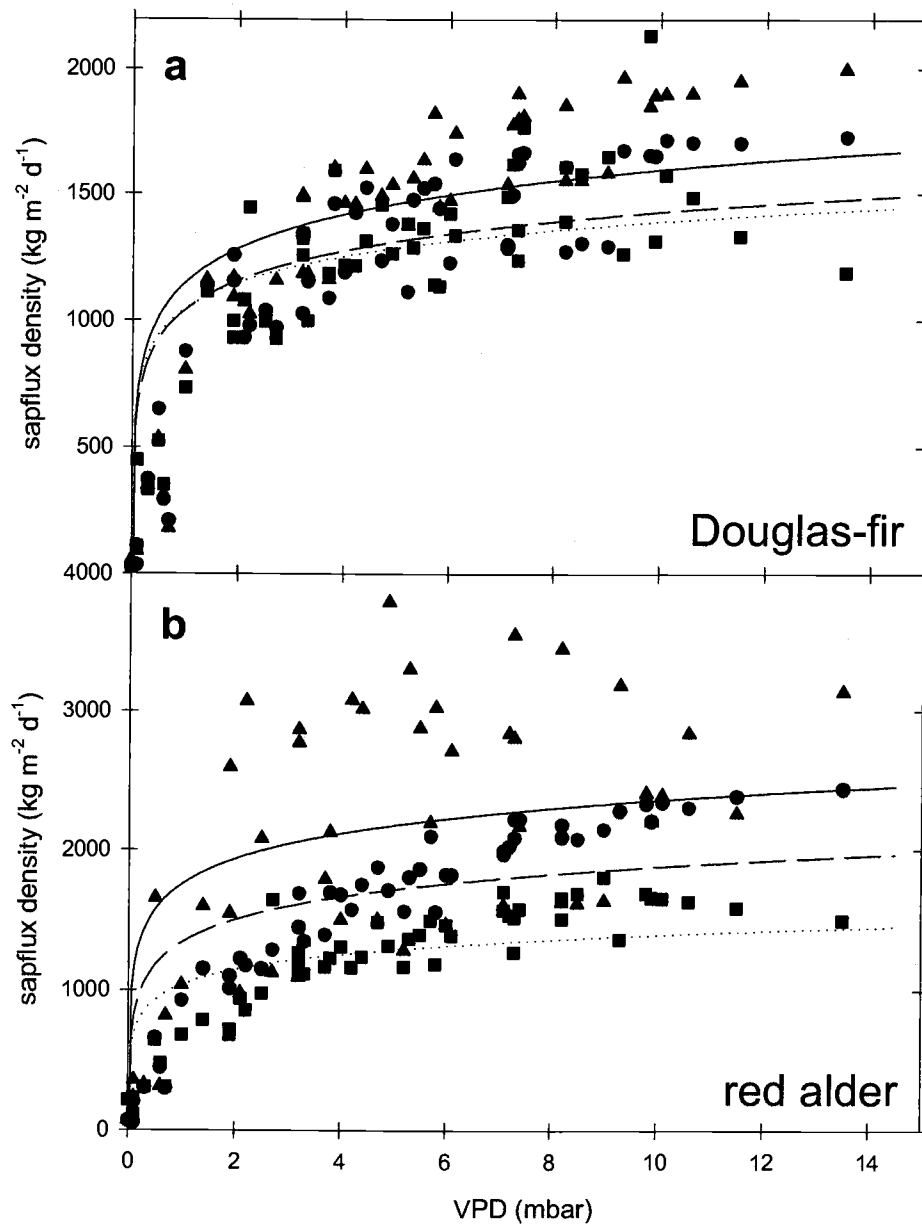 a
2000
1500
1000
500
sapflux density (kg m⁻² d⁻¹)
Douglas-fir
4000
b
3000
2000
1000
0
sapflux density (kg m⁻² d⁻¹)
red alder
0 2 4 6 8 10 12 14
VPD (mbar)